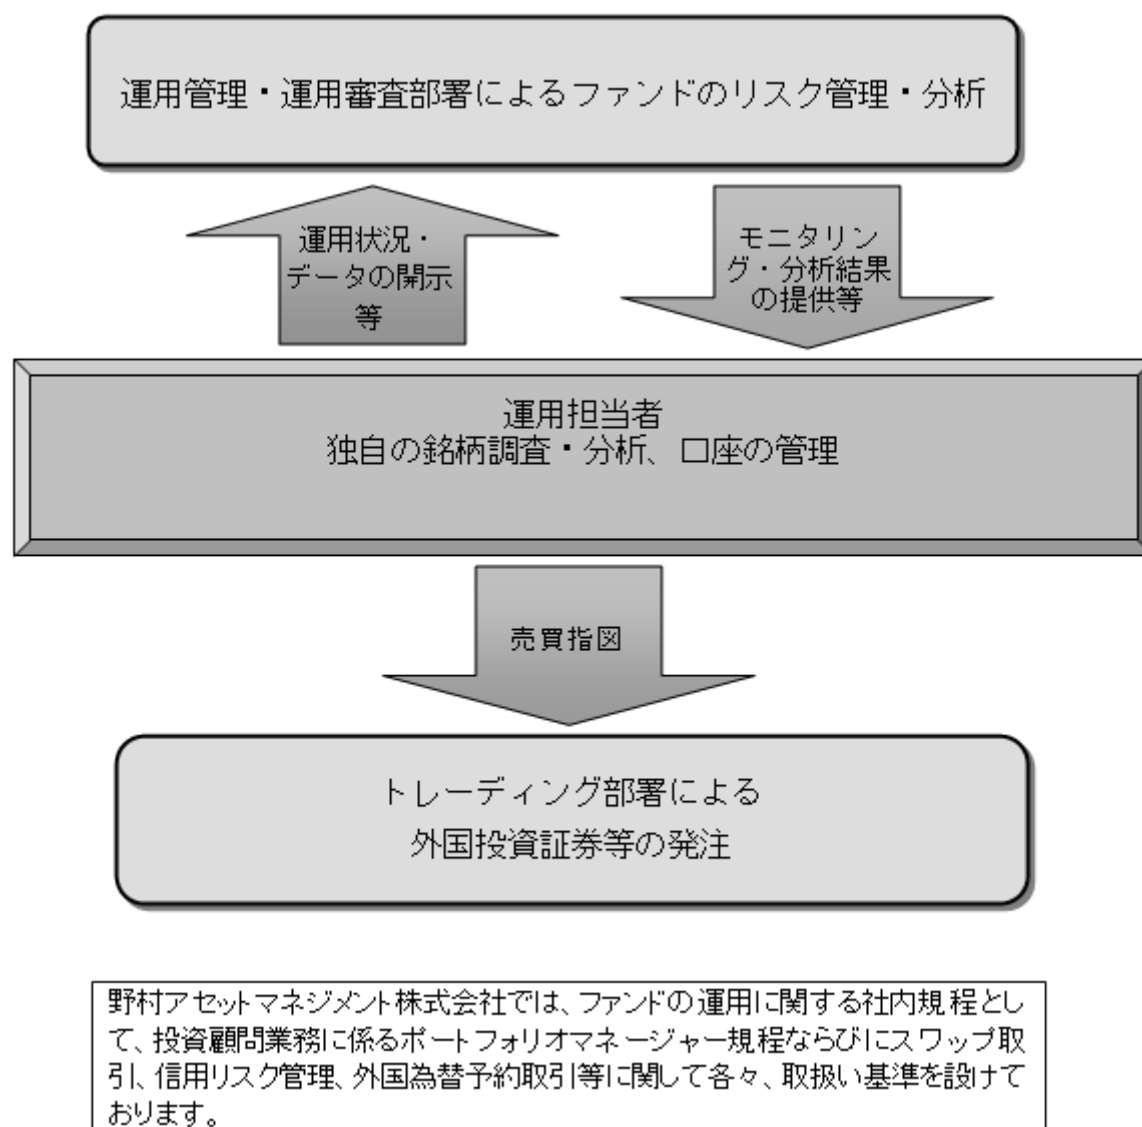 運用管理・運用審査部署によるファンドのリスク管理・分析
運用状況・
データの開示
等
モニタリン
グ・分析結果
の提供等
運用担当者
独自の銘柄調査・分析、口座の管理
売買指図
トレーディング部署による
外国投資証券等の発注
野村アセットマネジメント株式会社では、ファンドの運用に関する社内規程とし
て、投資顧問業務に係るポートフォリオマネージャー規程ならびにスワップ取
引、信用リスク管理、外国為替予約取引等に関して各々、取扱い基準を設けて
おります。